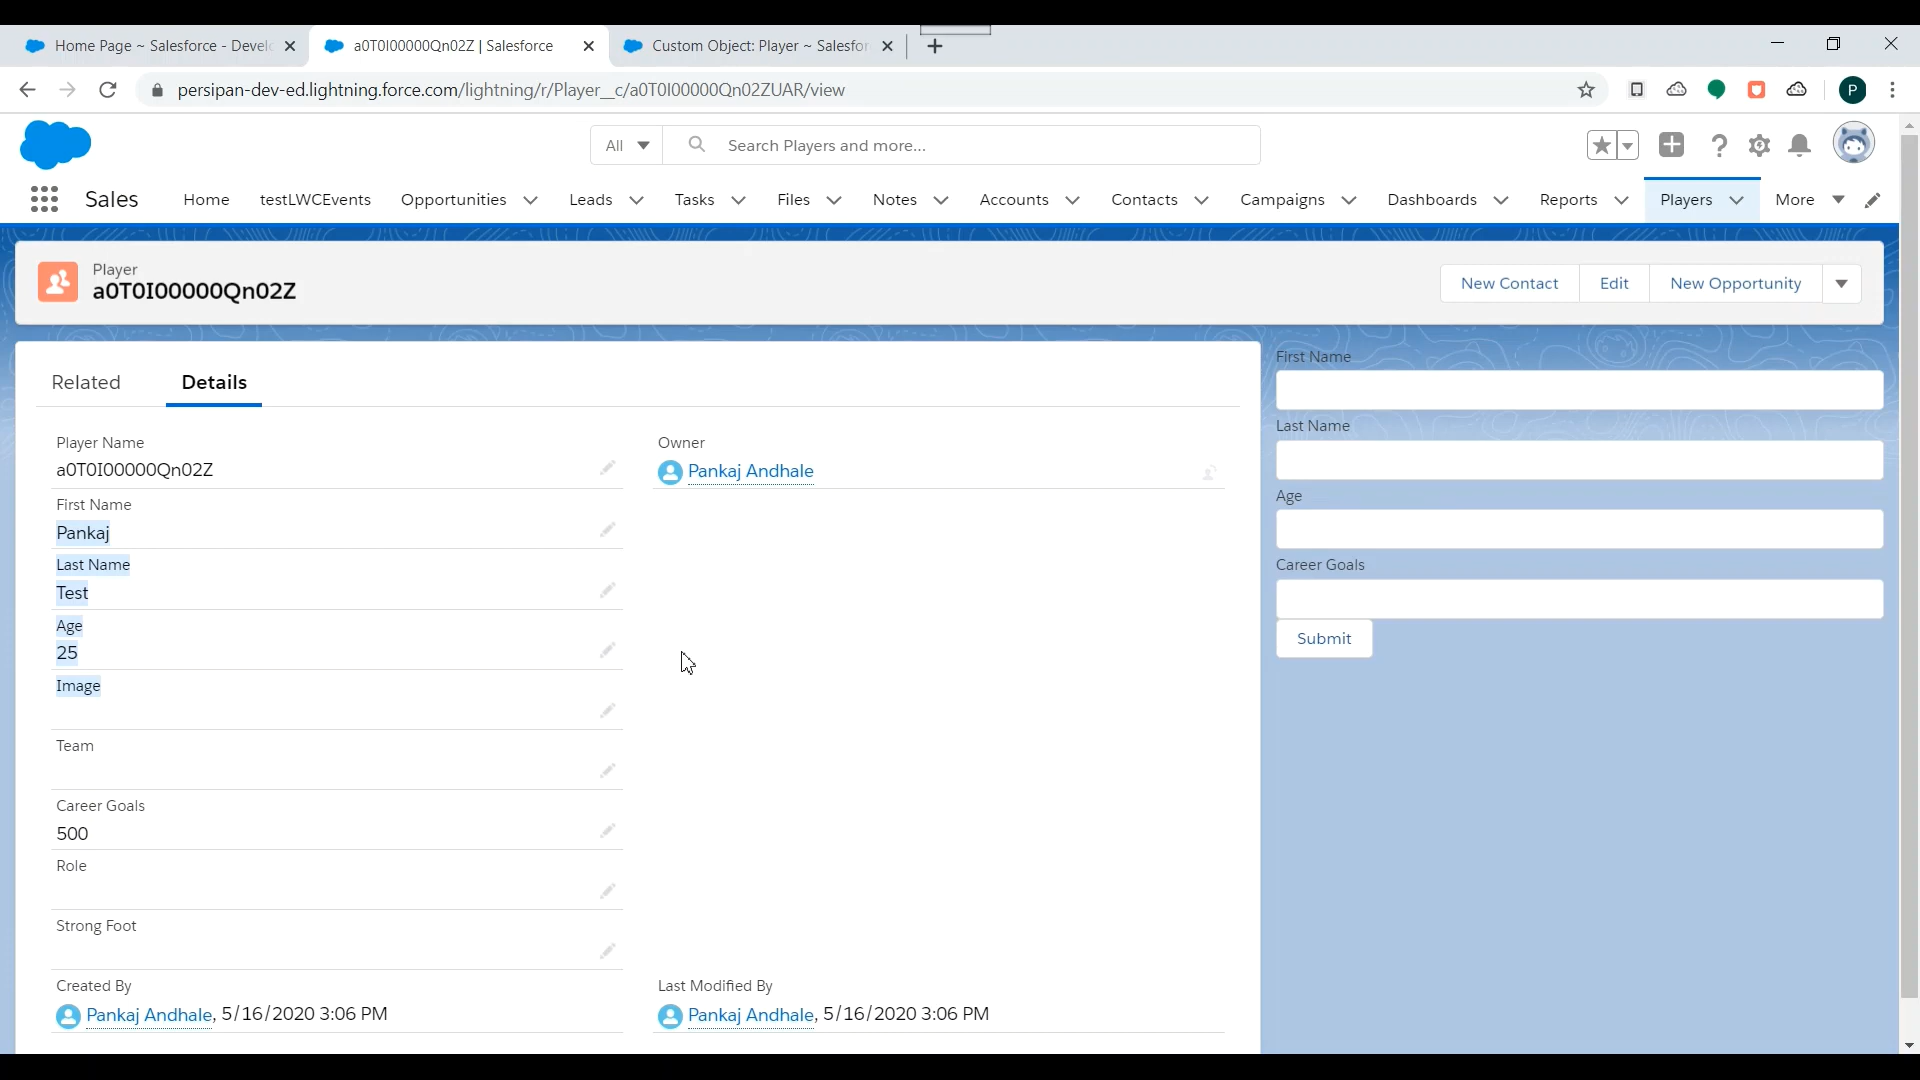 Home Page ~ Salesforce - Devel
a0T0I00000Qn02Z | Salesforce
Custom Object: Player ~ Salesfor
persipan-dev-ed.lightning.force.com/lightning/r/Player__c/a0T0I00000Qn02ZUAR/view
P
All
Search Players and more...
Sales
Home
testLWCEvents
Opportunities
Leads
Tasks
Files
Notes
Accounts
Contacts
Campaigns
Dashboards
Reports
Players
More
Player
a0T0I00000Qn02Z
New Contact
Edit
New Opportunity
Related
Details
Player Name
a0T0I00000Qn02Z
Owner
Pankaj Andhale
First Name
Pankaj
Last Name
Test
Age
25
Image
Team
Career Goals
500
Role
Strong Foot
Created By
Pankaj Andhale, 5/16/2020 3:06 PM
Last Modified By
Pankaj Andhale, 5/16/2020 3:06 PM
First Name
Last Name
Age
Career Goals
Submit